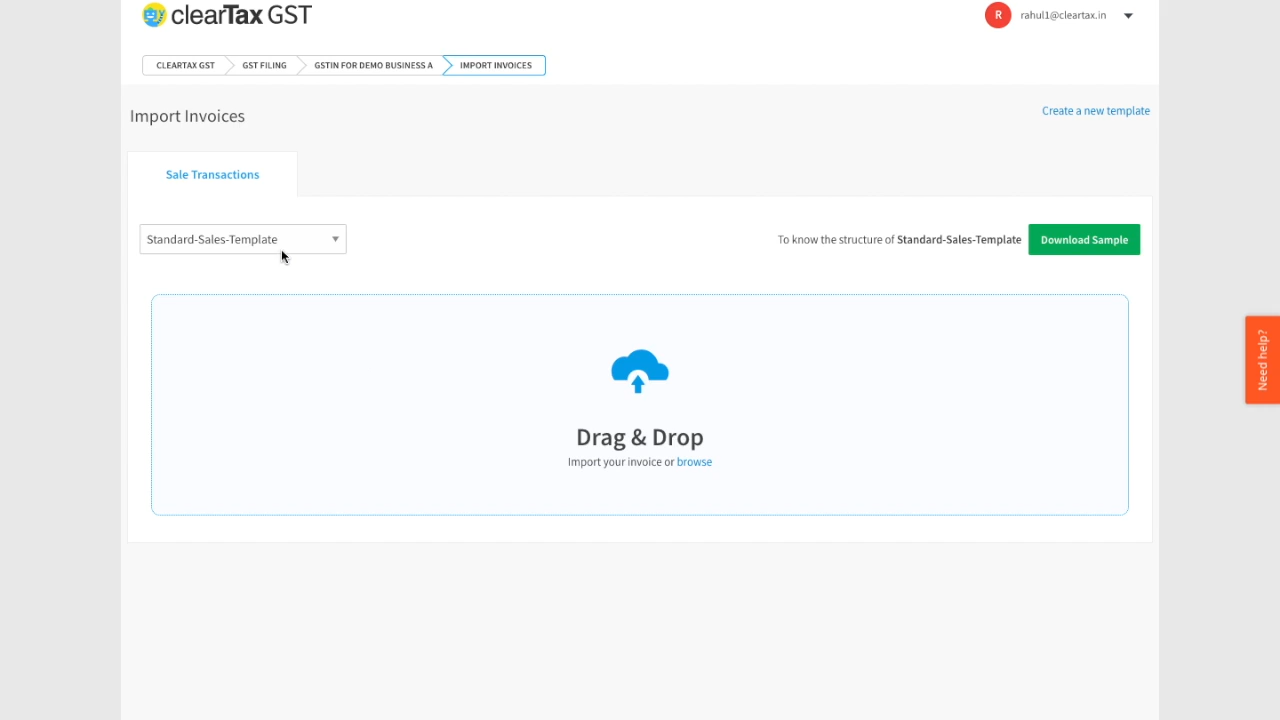 clearTax GST
R rahul1@cleartax.in
CLEARTAX GST GST FILING GSTIN FOR DEMO BUSINESS A IMPORT INVOICES
Import Invoices
Create a new template
Sale Transactions
Standard-Sales-Template
To know the structure of Standard-Sales-Template Download Sample
Need help?
Drag & Drop
Import your invoice or browse